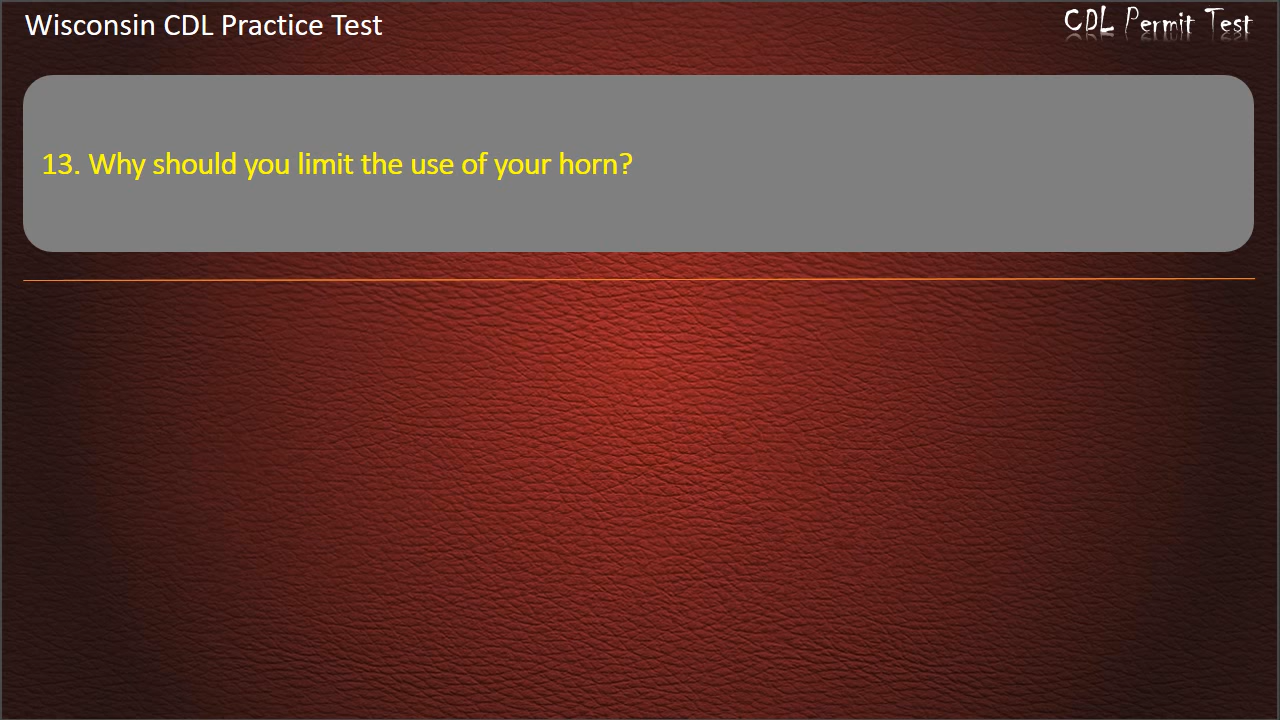 Wisconsin CDL Practice Test
CDL Permit Test
13. Why should you limit the use of your horn?